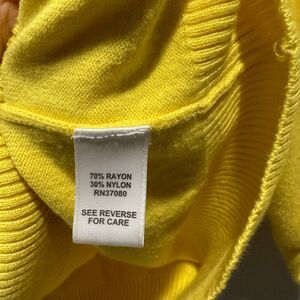 70% RAYON
30% NYLON
RN37080
SEE REVERSE
FOR CARE